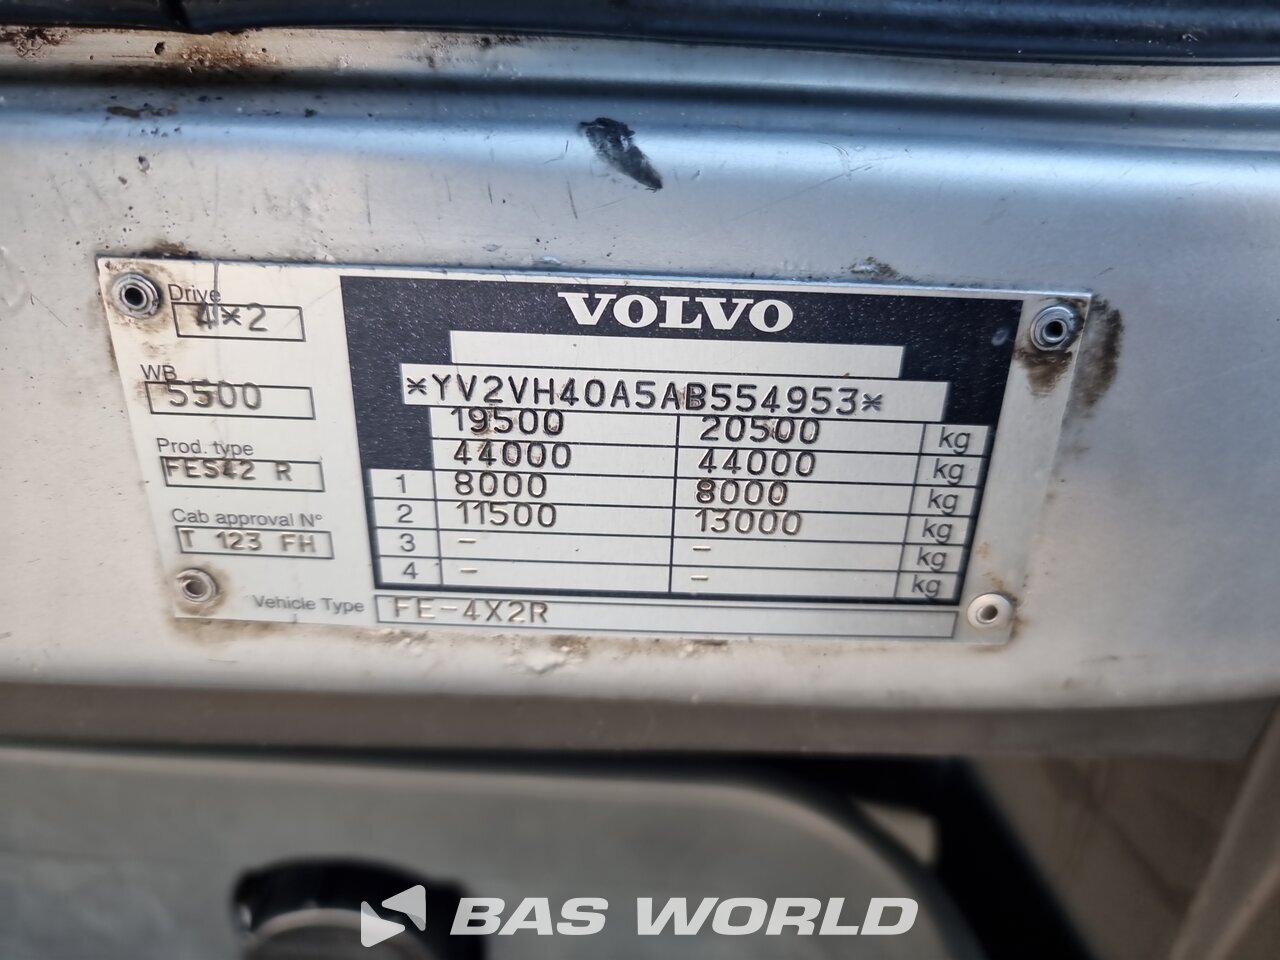 VOLVO
Drive
4*2
WB
5500
Prod. type
FES42 R
Cab approval N°
T 123 FH
*YV2VH40A5AB554953*
19500 20500 kg
44000 44000 kg
1 8000 8000 kg
2 11500 13000 kg
3 - - kg
4 - - kg
Vehicle Type FE-4X2R
BAS WORLD